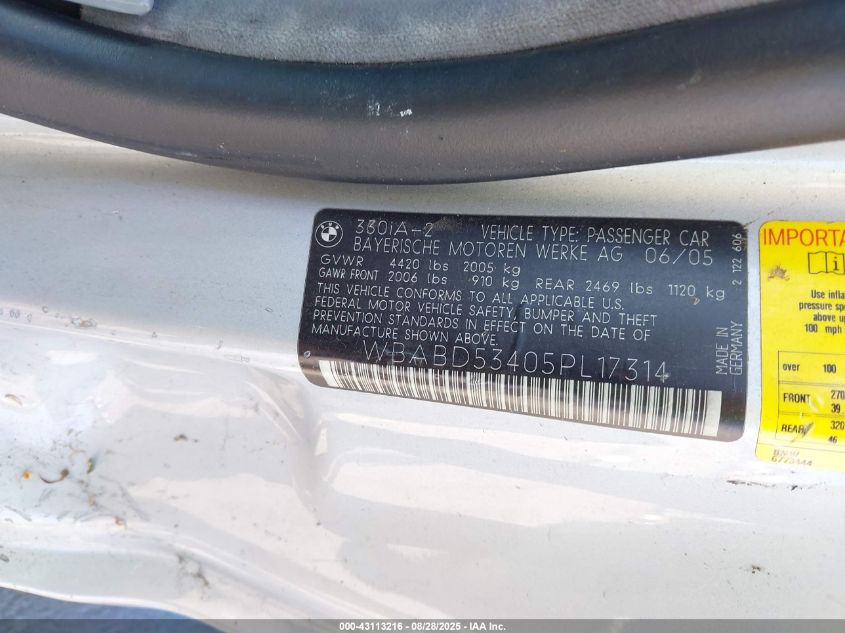 330iA-2 VEHICLE TYPE: PASSENGER CAR
BAYERISCHE MOTOREN WERKE AG 06/05
GVWR 4420 lbs 2005 kg
GAWR FRONT 2006 lbs 910 kg REAR 2469 lbs 1120 kg
THIS VEHICLE CONFORMS TO ALL APPLICABLE U.S.
FEDERAL MOTOR VEHICLE SAFETY, BUMPER AND THEFT
PREVENTION STANDARDS IN EFFECT ON THE DATE OF
MANUFACTURE SHOWN ABOVE.
WBABD53405PL17314
MADE IN
GERMANY
2 122 606
IMPORTA
Use infla
pressure spe
above up
100 mph
over 100
FRONT 270
39
REAR 320
46
BMW
6775444
000-43113216 - 08/28/2025 - IAA Inc.